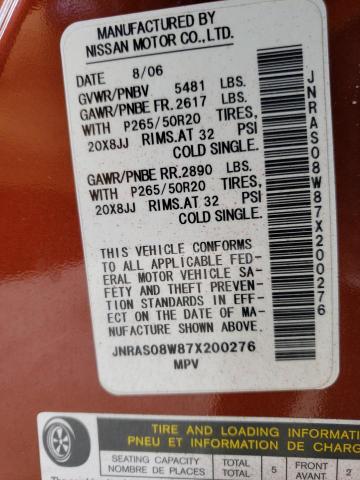 MANUFACTURED BY
NISSAN MOTOR CO., LTD.
DATE 8/06
GVWR/PNBV 5481 LBS.
GAWR/PNBE FR. 2617 LBS.
WITH P265/50R20 TIRES,
20X8JJ RIMS. AT 32 PSI
COLD SINGLE.
GAWR/PNBE RR. 2890 LBS.
WITH P265/50R20 TIRES,
20X8JJ RIMS. AT 32 PSI
COLD SINGLE.
THIS VEHICLE CONFORMS
TO ALL APPLICABLE FED-
ERAL MOTOR VEHICLE SA-
FETY AND THEFT PREVEN-
TION STANDARDS IN EFFE-
CT ON THE DATE OF MA-
NUFACTURE SHOWN ABOVE.
JNRAS08W87X200276
MPV
JNRAS08W87X200276
TIRE AND LOADING INFORMATI
PNEU ET INFORMATION DE CHARG
SEATING CAPACITY TOTAL 5 FRONT 2
NOMBRE DE PLACES TOTAL AVANT